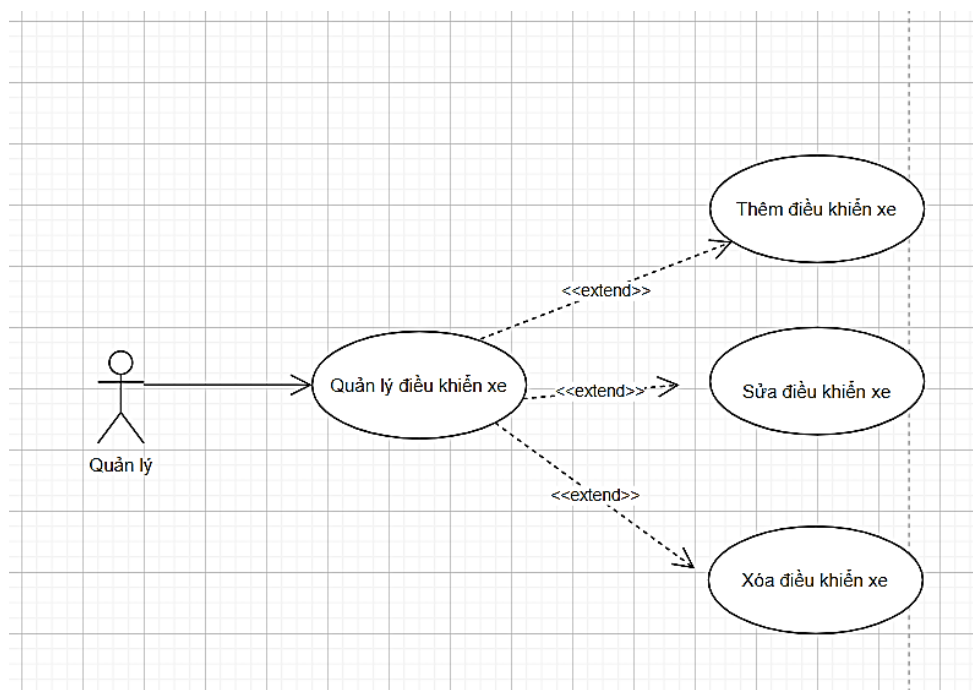 Thêm điều khiển xe
<<extend>>
Quản lý điều khiển xe
<<extend>>
Sửa điều khiển xe
Quản lý
<<extend>>
Xóa điều khiển xe